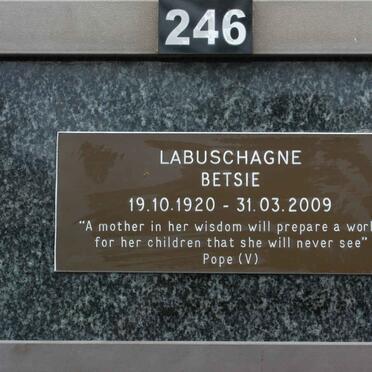 246
LABUSCHAGNE
BETSIE
19.10.1920 - 31.03.2009
"A mother in her wisdom will prepare a worl
for her children that she will never see"
Pope (V)